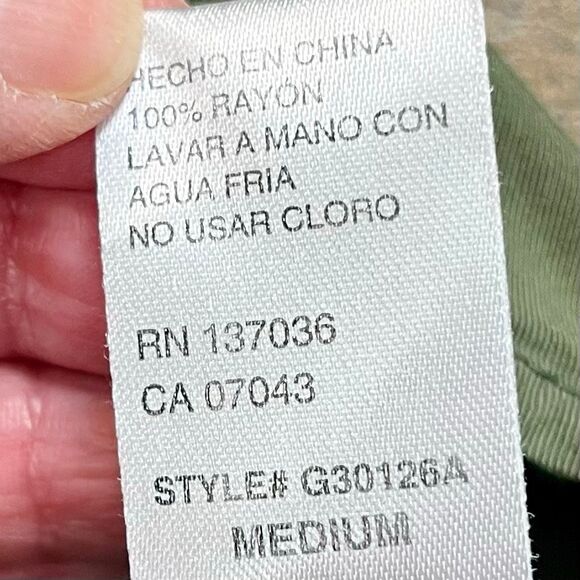 HECHO EN CHINA
100% RAYÓN
LAVAR A MANO CON
AGUA FRIA
NO USAR CLORO
RN 137036
CA 07043
STYLE# G30126A
MEDIUM